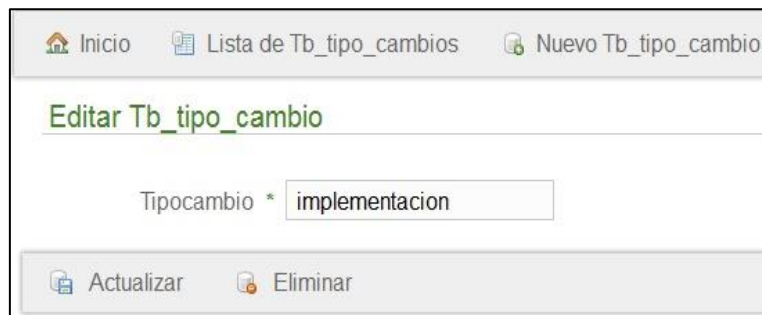 Inicio Lista de Tb_tipo_cambios Nuevo Tb_tipo_cambio
Editar Tb_tipo_cambio
Tipocambio * implementacion
Actualizar Eliminar